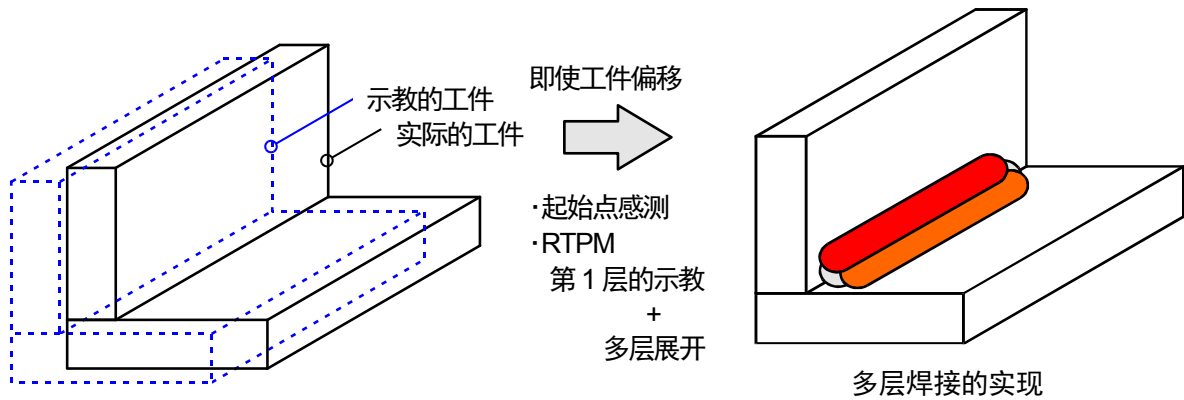 示教的工件
实际的工件
即使工件偏移
·起始点感测
·RTPM
第 1 层的示教
+
多层展开
多层焊接的实现